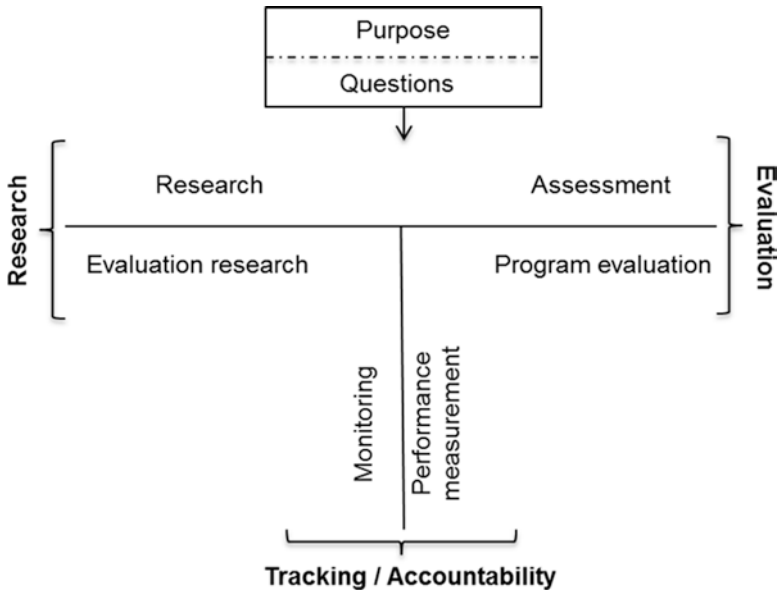 Purpose
Questions
Research
Research
Assessment
Evaluation
Evaluation research
Program evaluation
Monitoring
Performance
measurement
Tracking / Accountability